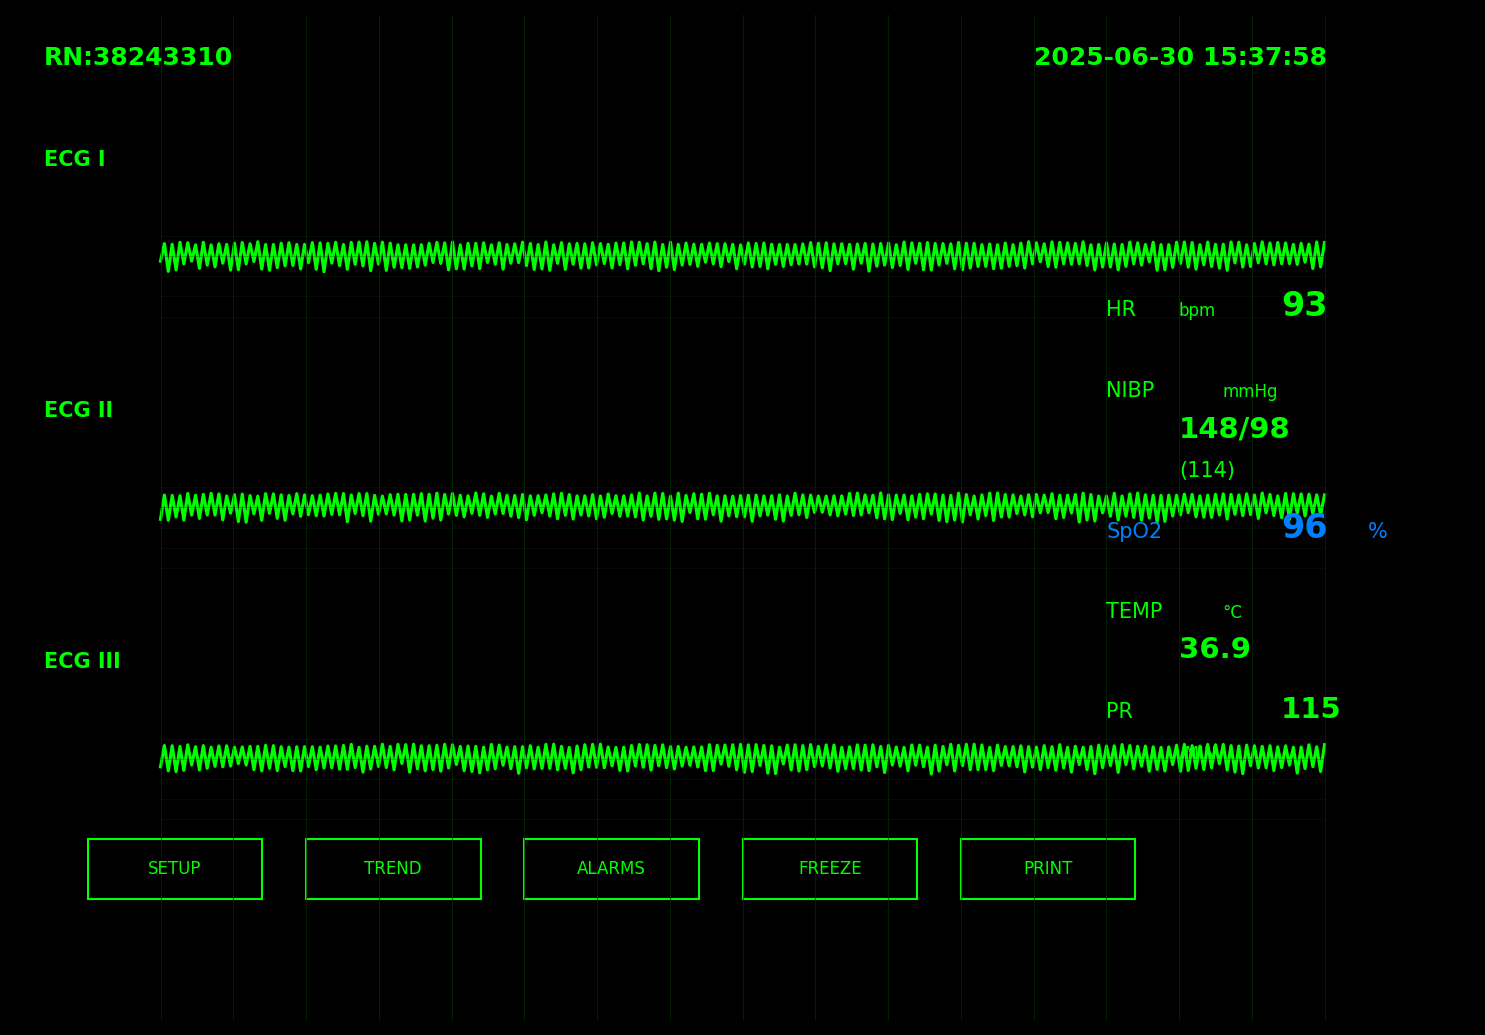 RN:38243310
2025-06-30 15:37:58
ECG I
HR bpm 93
NIBP mmHg
ECG II
148/98
(114)
SpO2 96 %
TEMP °C
36.9
ECG III
PR 115
SETUP TREND ALARMS FREEZE PRINT